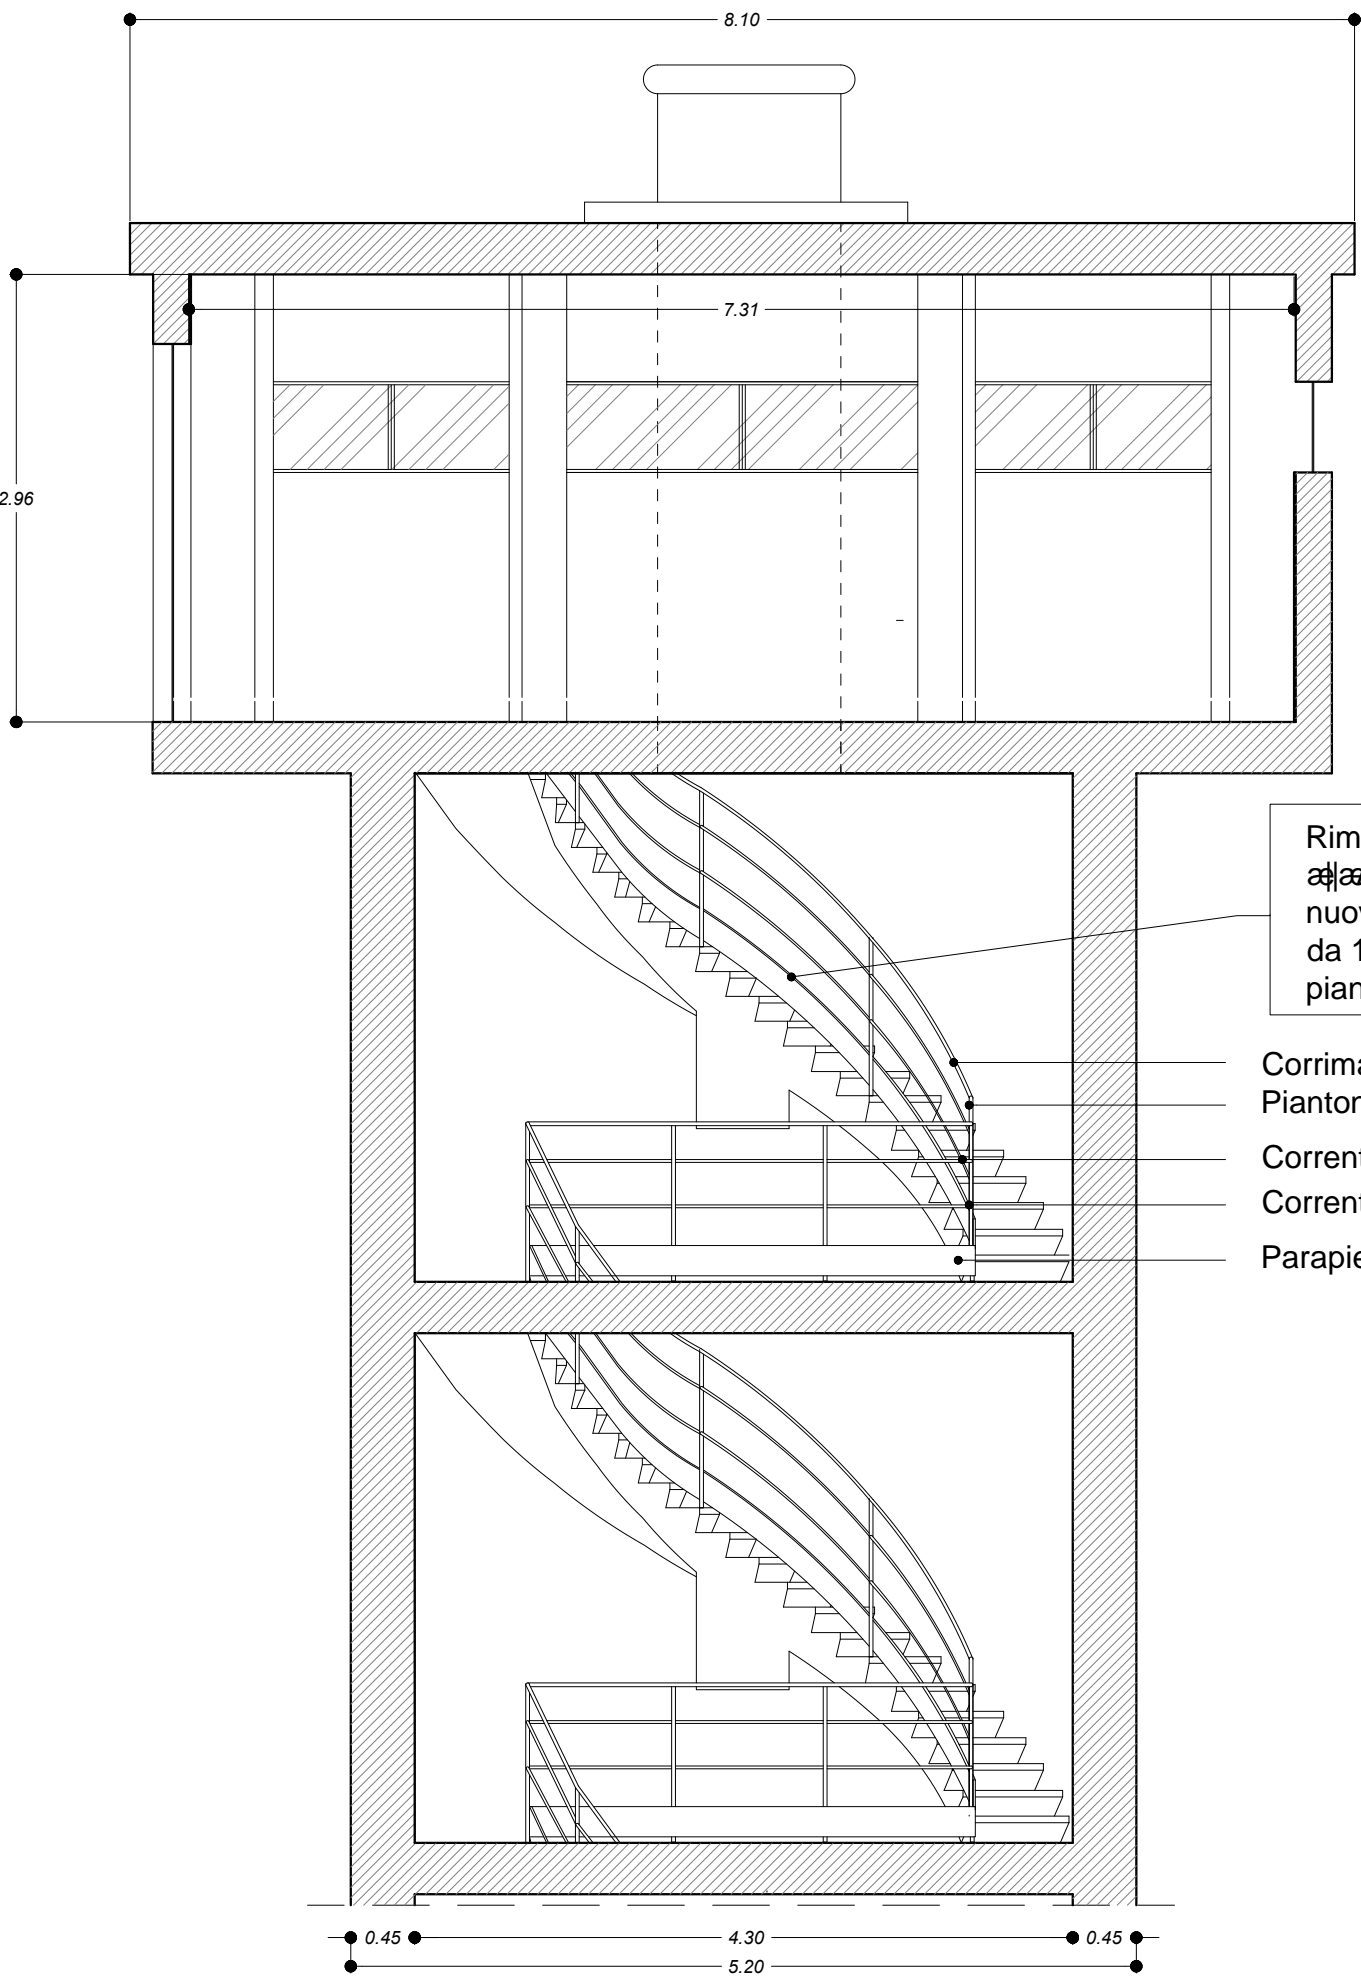 8.10
7.31
2.96
Rim
nuov
da 1
pian
Corrima
Pianton
Corrent
Corrent
Parapie
0.45 4.30 0.45
5.20